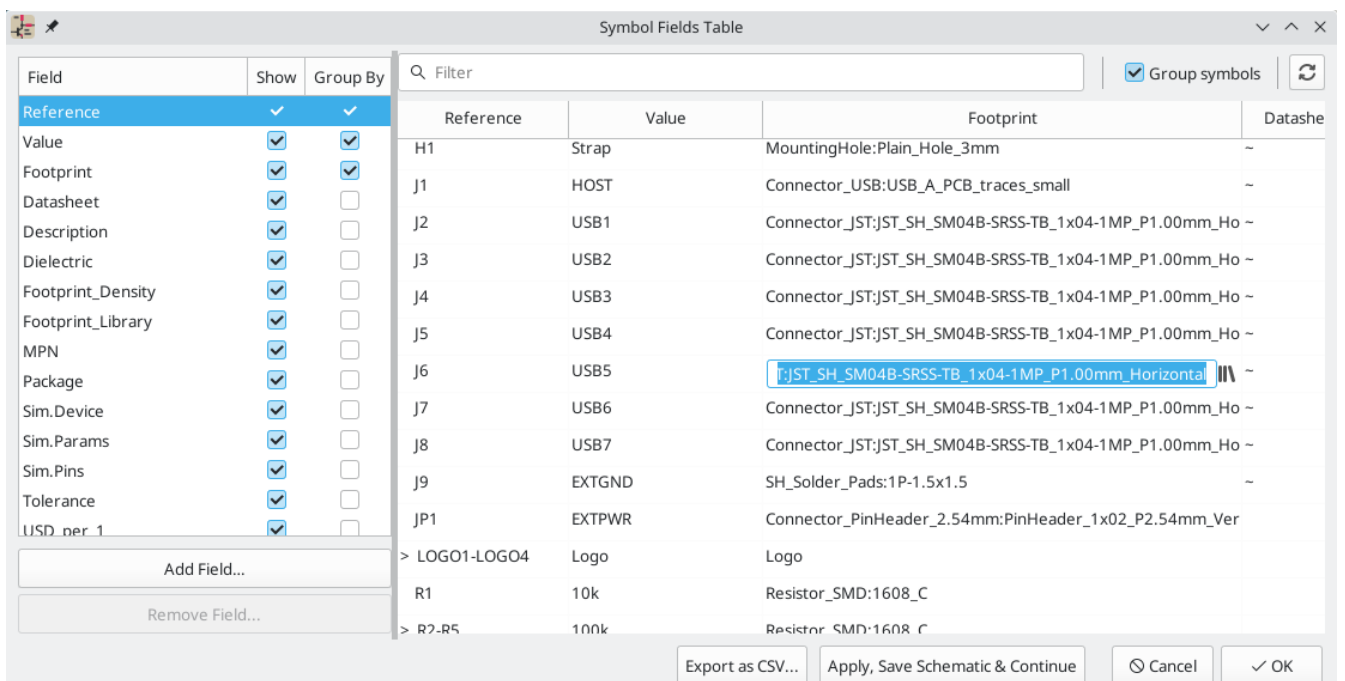 Symbol Fields Table
Field Show Group By
Reference
Value
Footprint
Datasheet
Description
Dielectric
Footprint_Density
Footprint_Library
MPN
Package
Sim.Device
Sim.Params
Sim.Pins
Tolerance
USD_per_1
Add Field...
Remove Field...
Filter
Group symbols
Reference Value Footprint Datashe
H1 Strap MountingHole:Plain_Hole_3mm ~
J1 HOST Connector_USB:USB_A_PCB_traces_small ~
J2 USB1 Connector_JST:JST_SH_SM04B-SRSS-TB_1x04-1MP_P1.00mm_Ho ~
J3 USB2 Connector_JST:JST_SH_SM04B-SRSS-TB_1x04-1MP_P1.00mm_Ho ~
J4 USB3 Connector_JST:JST_SH_SM04B-SRSS-TB_1x04-1MP_P1.00mm_Ho ~
J5 USB4 Connector_JST:JST_SH_SM04B-SRSS-TB_1x04-1MP_P1.00mm_Ho ~
J6 USB5 T:JST_SH_SM04B-SRSS-TB_1x04-1MP_P1.00mm_Horizontal ~
J7 USB6 Connector_JST:JST_SH_SM04B-SRSS-TB_1x04-1MP_P1.00mm_Ho ~
J8 USB7 Connector_JST:JST_SH_SM04B-SRSS-TB_1x04-1MP_P1.00mm_Ho ~
J9 EXTGND SH_Solder_Pads:1P-1.5x1.5 ~
JP1 EXTPWR Connector_PinHeader_2.54mm:PinHeader_1x02_P2.54mm_Ver
> LOGO1-LOGO4 Logo Logo
R1 10k Resistor_SMD:1608_C
> R2-R5 100k Resistor_SMD:1608_C
Export as CSV... Apply, Save Schematic & Continue Cancel OK